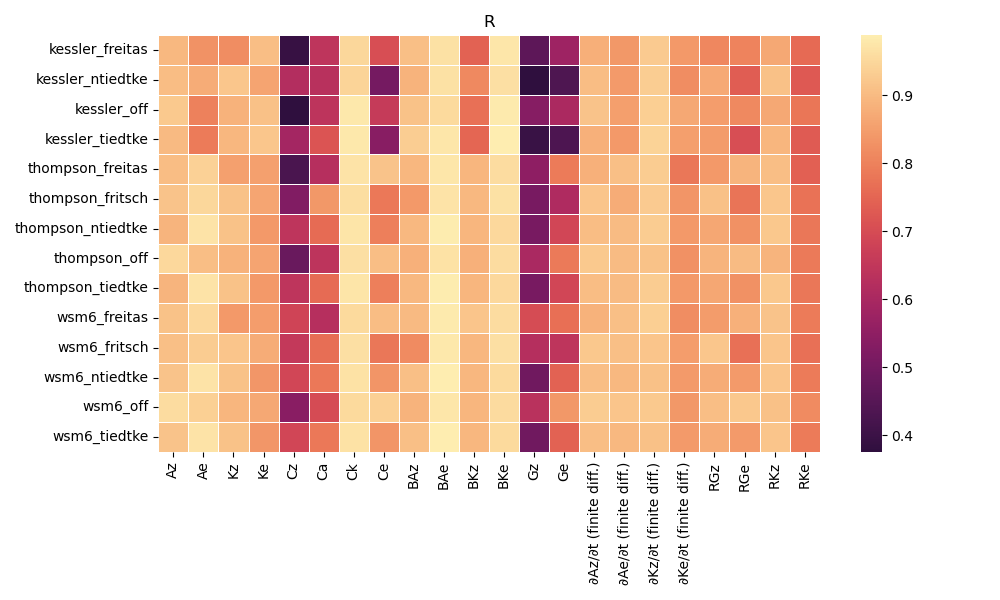 R
kessler_freitas
kessler_ntiedtke
kessler_off
kessler_tiedtke
thompson_freitas
thompson_fritsch
thompson_ntiedtke
thompson_off
thompson_tiedtke
wsm6_freitas
wsm6_fritsch
wsm6_ntiedtke
wsm6_off
wsm6_tiedtke
Az
Ae
Kz
Ke
Cz
Ca
Ck
Ce
BAz
BAe
BKz
BKe
Gz
Ge
∂Az/∂t (finite diff.)
∂Ae/∂t (finite diff.)
∂Kz/∂t (finite diff.)
∂Ke/∂t (finite diff.)
RGz
RGe
RKz
RKe
0.9
0.8
0.7
0.6
0.5
0.4